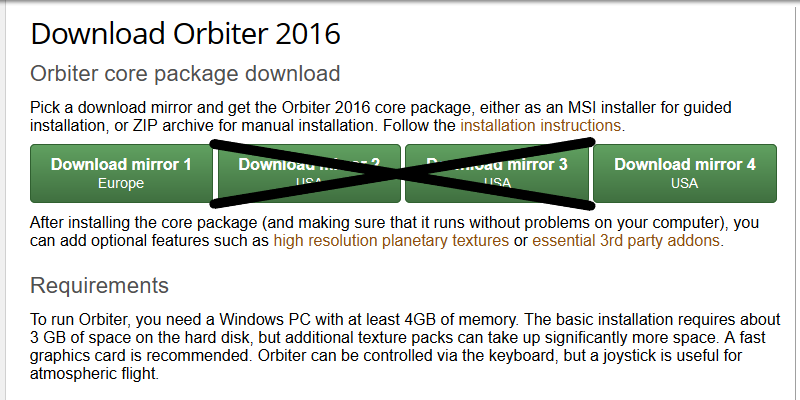 Download Orbiter 2016
Orbiter core package download
Pick a download mirror and get the Orbiter 2016 core package, either as an MSI installer for guided
installation, or ZIP archive for manual installation. Follow the installation instructions.
Download mirror 1
Europe
Download mirror 2
USA
Download mirror 3
USA
Download mirror 4
USA
After installing the core package (and making sure that it runs without problems on your computer), you
can add optional features such as high resolution planetary textures or essential 3rd party addons.
Requirements
To run Orbiter, you need a Windows PC with at least 4GB of memory. The basic installation requires about
3 GB of space on the hard disk, but additional texture packs can take up significantly more space. A fast
graphics card is recommended. Orbiter can be controlled via the keyboard, but a joystick is useful for
atmospheric flight.